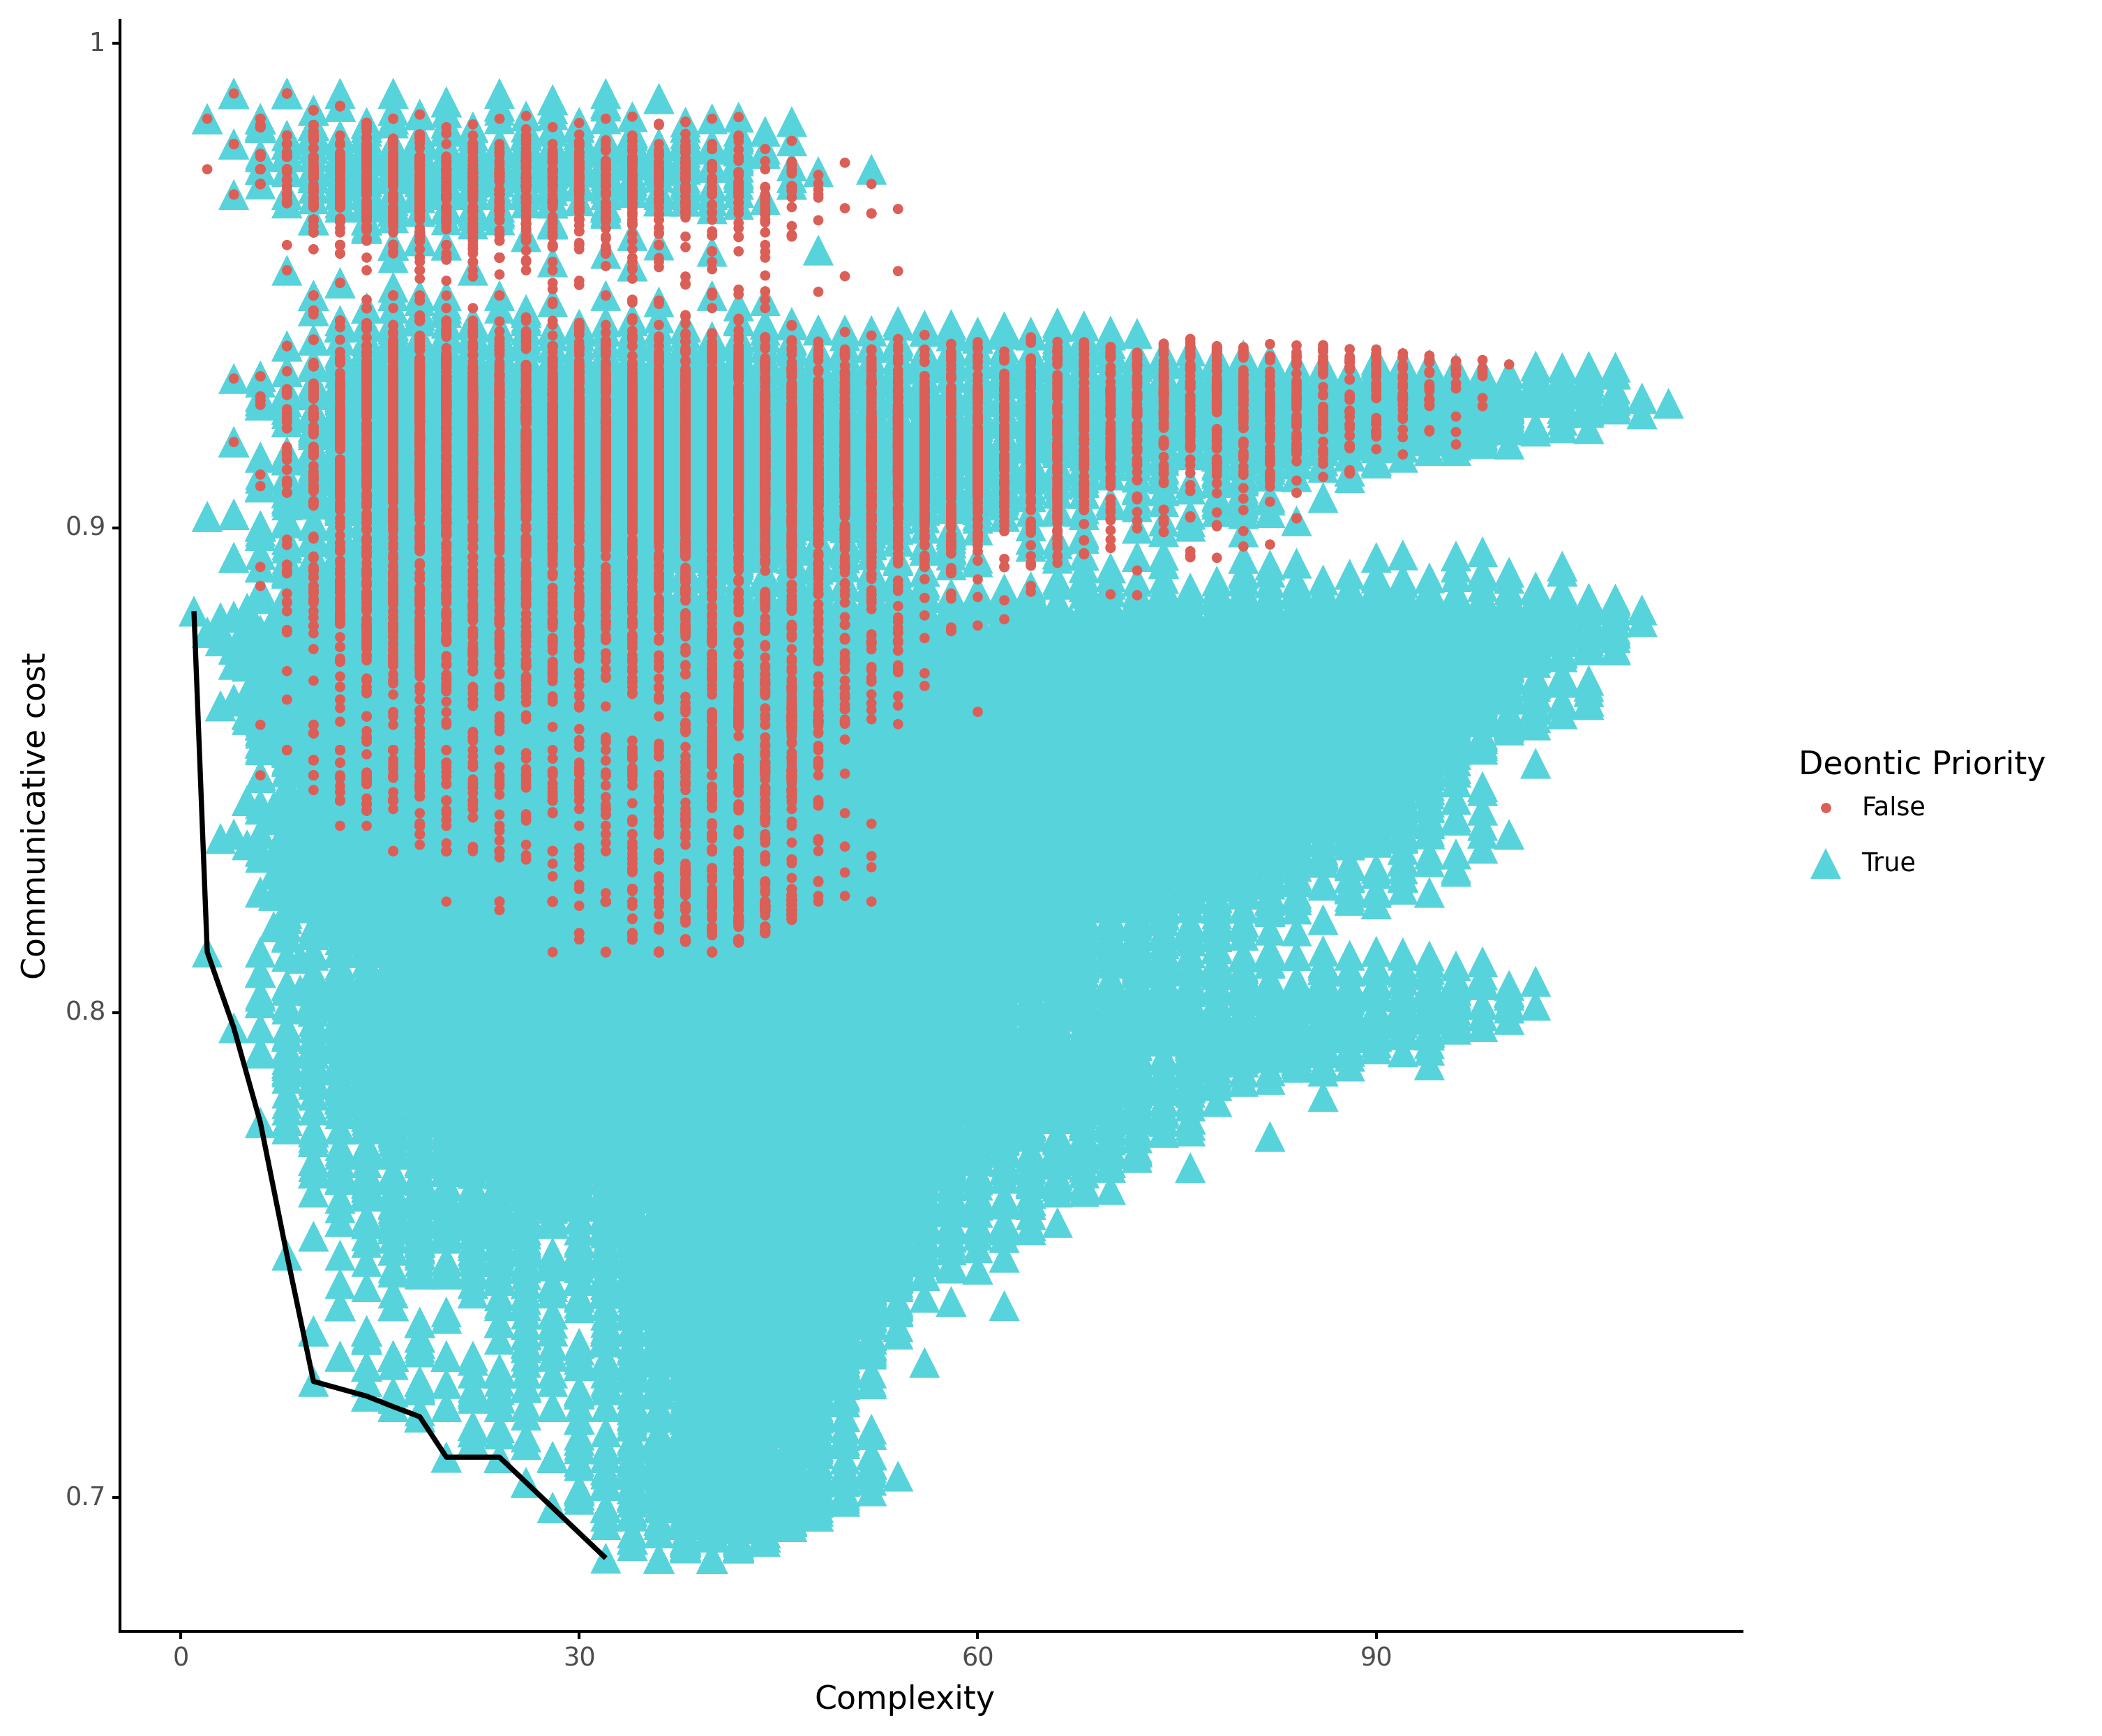 1
0.9
0.8
0.7
Communicative cost
0
30
60
90
Complexity
Deontic Priority
False
True